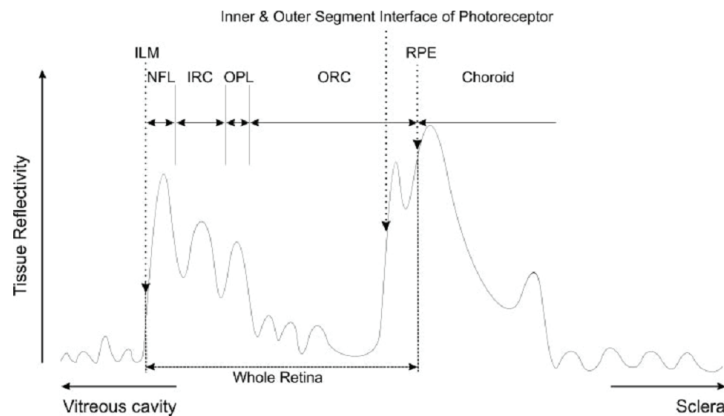 Inner & Outer Segment Interface of Photoreceptor
ILM
RPE
NFL IRC OPL ORC Choroid
Tissue Reflectivity
Whole Retina
Vitreous cavity
Sclera